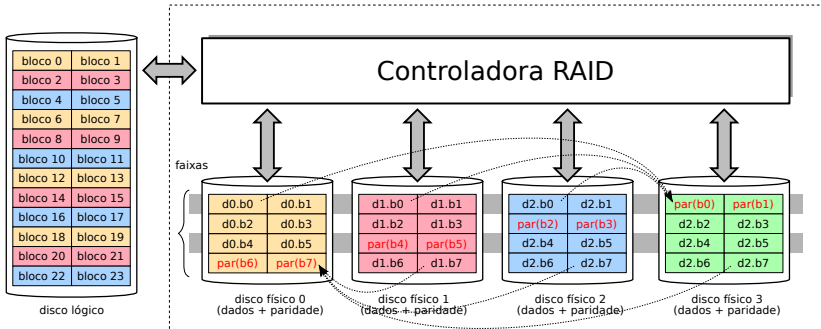 Controladora RAID
bloco 0 bloco 1
bloco 2 bloco 3
bloco 4 bloco 5
bloco 6 bloco 7
bloco 8 bloco 9
bloco 10 bloco 11
bloco 12 bloco 13
bloco 14 bloco 15
bloco 16 bloco 17
bloco 18 bloco 19
bloco 20 bloco 21
bloco 22 bloco 23
disco lógico
faixas
d0.b0 d0.b1
d0.b2 d0.b3
d0.b4 d0.b5
par(b6) par(b7)
disco físico 0
(dados + paridade)
d1.b0 d1.b1
d1.b2 d1.b3
par(b4) par(b5)
d1.b6 d1.b7
disco físico 1
(dados + paridade)
d2.b0 d2.b1
par(b2) par(b3)
d2.b4 d2.b5
d2.b6 d2.b7
disco físico 2
(dados + paridade)
par(b0) par(b1)
d2.b2 d2.b3
d2.b4 d2.b5
d2.b6 d2.b7
disco físico 3
(dados + paridade)